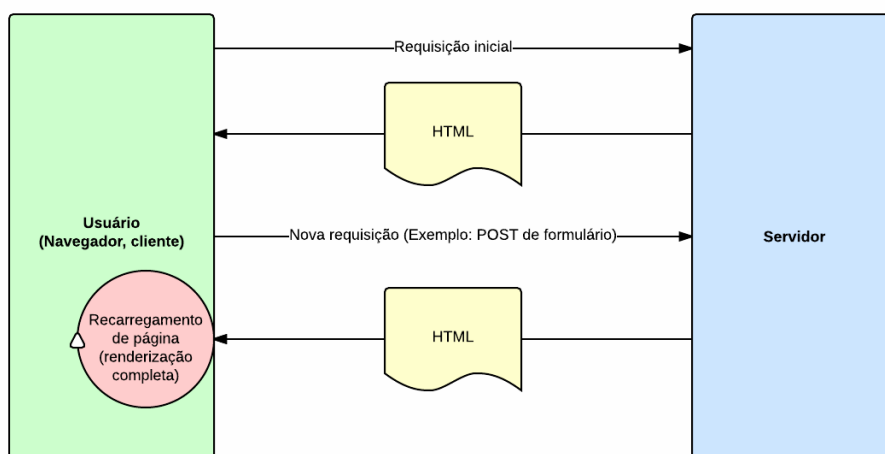 Requisição inicial
HTML
Usuário
(Navegador, cliente)
Nova requisição (Exemplo: POST de formulário)
Servidor
Recarregamento
de página
(renderização
completa)
HTML